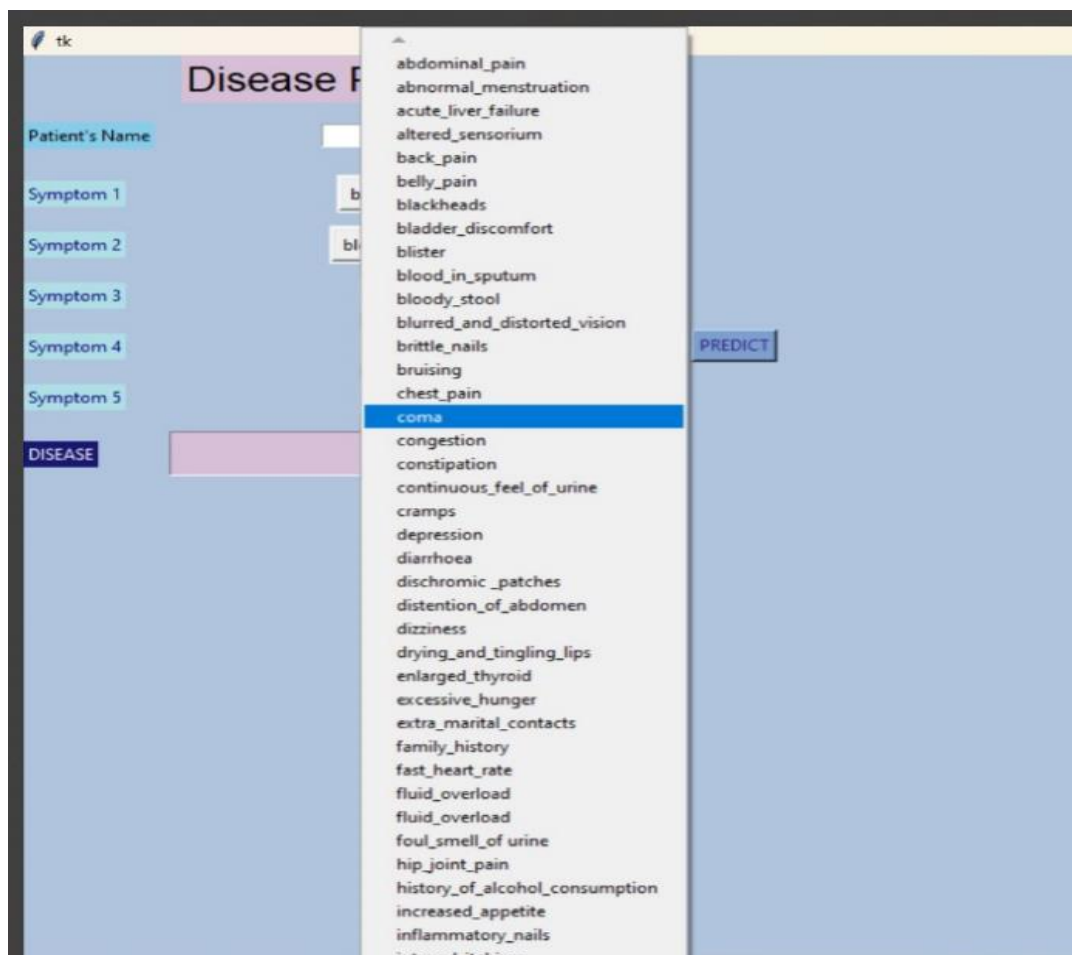 tk
Disease P
Patient's Name
Symptom 1
b
Symptom 2
blo
Symptom 3
Symptom 4
PREDICT
Symptom 5
DISEASE
abdominal_pain
abnormal_menstruation
acute_liver_failure
altered_sensorium
back_pain
belly_pain
blackheads
bladder_discomfort
blister
blood_in_sputum
bloody_stool
blurred_and_distorted_vision
brittle_nails
bruising
chest_pain
coma
congestion
constipation
continuous_feel_of_urine
cramps
depression
diarrhoea
dischromic _patches
distention_of_abdomen
dizziness
drying_and_tingling_lips
enlarged_thyroid
excessive_hunger
extra_marital_contacts
family_history
fast_heart_rate
fluid_overload
fluid_overload
foul_smell_of urine
hip_joint_pain
history_of_alcohol_consumption
increased_appetite
inflammatory_nails